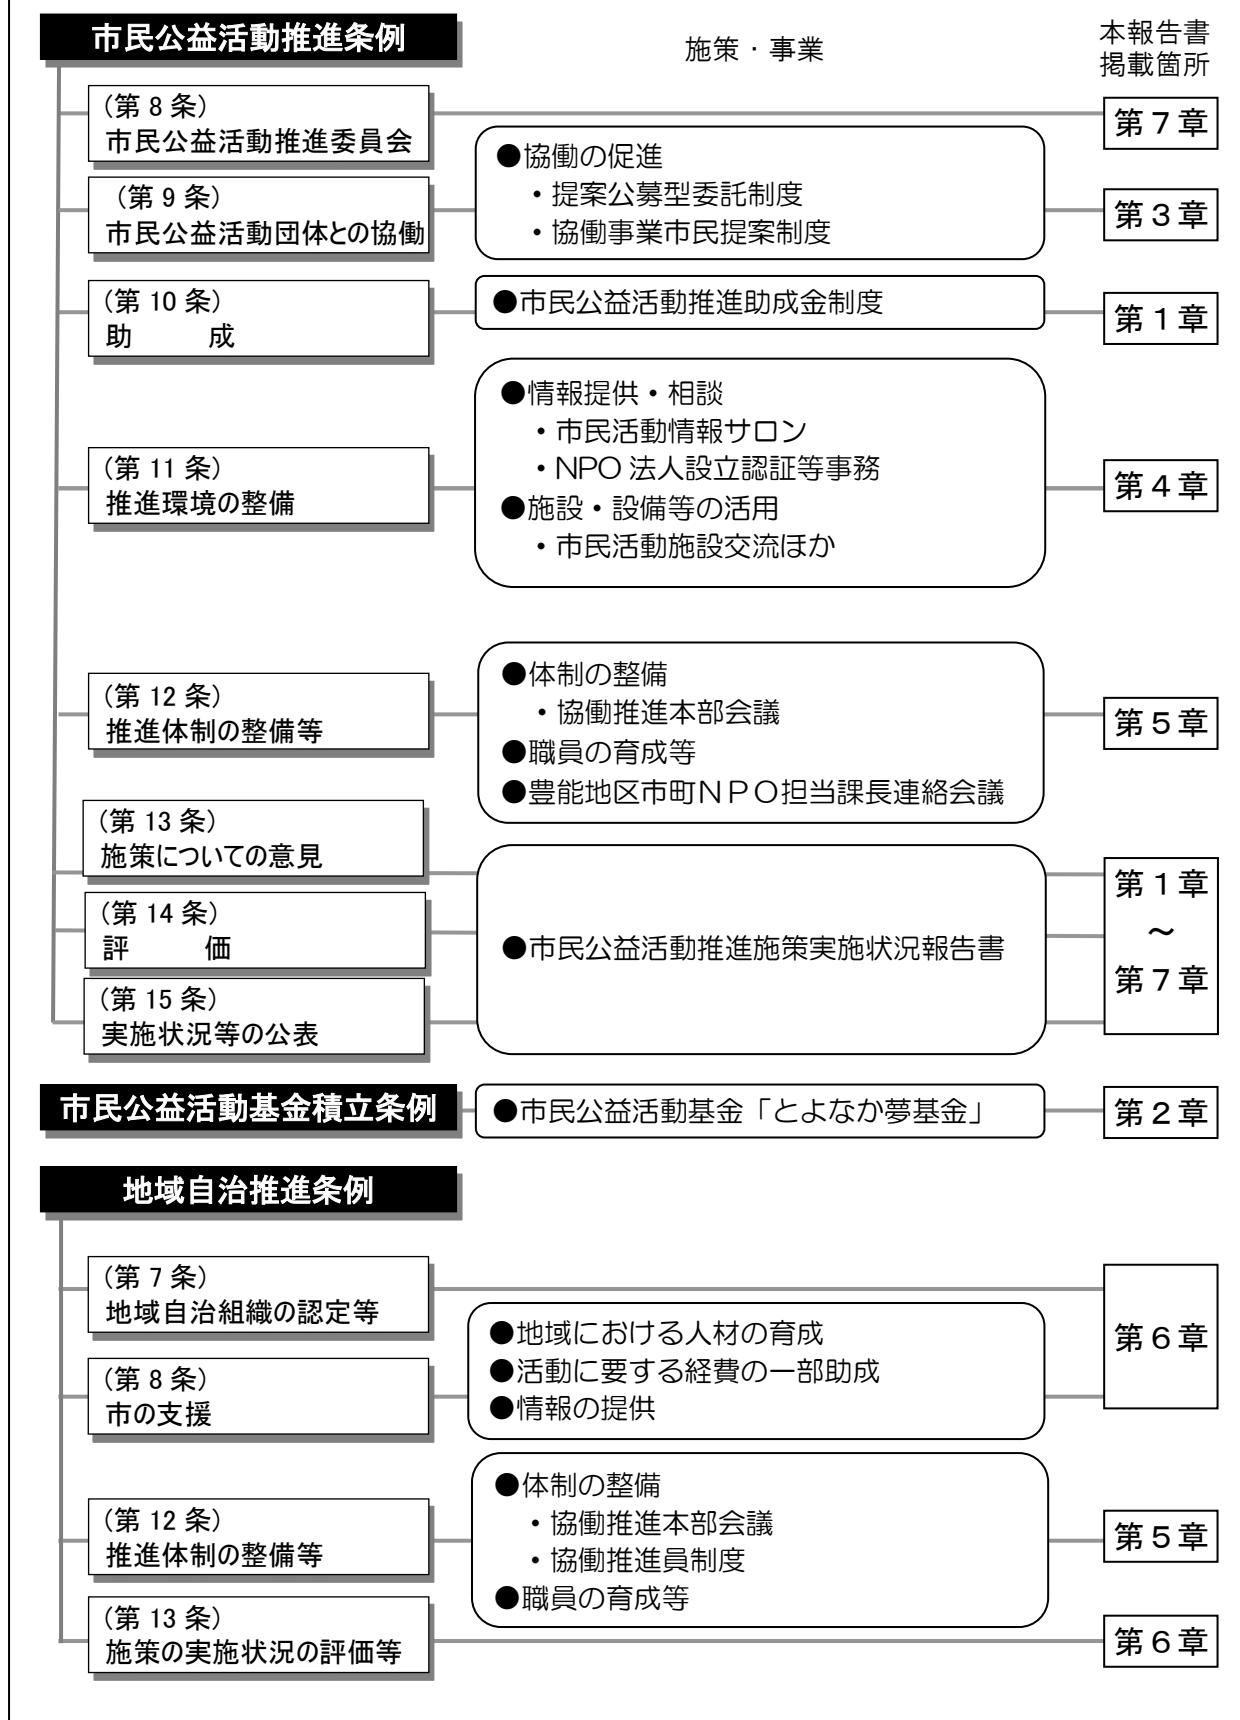 市民公益活動推進条例
施策・事業
本報告書
掲載箇所
(第 8 条)
市民公益活動推進委員会
第７章
(第 9 条)
市民公益活動団体との協働
●協働の促進
・提案公募型委託制度
・協働事業市民提案制度
第３章
(第 10 条)
助　　成
●市民公益活動推進助成金制度
第１章
(第 11 条)
推進環境の整備
●情報提供・相談
・市民活動情報サロン
・NPO 法人設立認証等事務
●施設・設備等の活用
・市民活動施設交流ほか
第４章
(第 12 条)
推進体制の整備等
●体制の整備
・協働推進本部会議
●職員の育成等
●豊能地区市町ＮＰＯ担当課長連絡会議
第５章
(第 13 条)
施策についての意見
(第 14 条)
評　　価
(第 15 条)
実施状況等の公表
●市民公益活動推進施策実施状況報告書
第１章
～
第７章
市民公益活動基金積立条例
●市民公益活動基金「とよなか夢基金」
第２章
地域自治推進条例
(第 7 条)
地域自治組織の認定等
(第 8 条)
市の支援
●地域における人材の育成
●活動に要する経費の一部助成
●情報の提供
第６章
(第 12 条)
推進体制の整備等
●体制の整備
・協働推進本部会議
・協働推進員制度
●職員の育成等
第５章
(第 13 条)
施策の実施状況の評価等
第６章